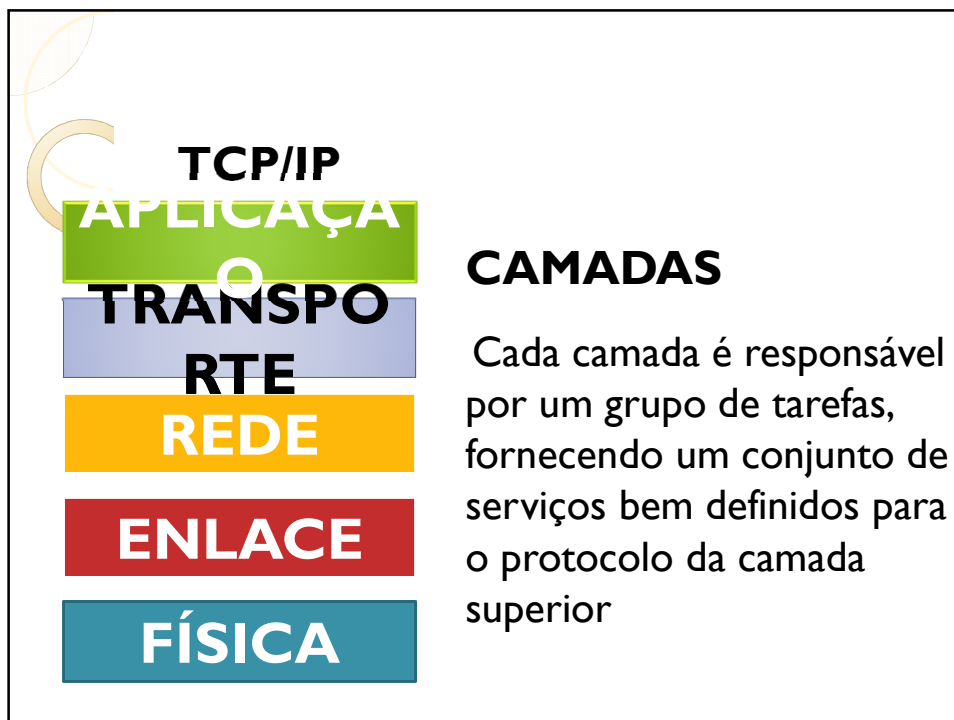 TCP/IP
APLICAÇA
O
TRANSPO
RTE
REDE
ENLACE
FÍSICA
CAMADAS
Cada camada é responsável
por um grupo de tarefas,
fornecendo um conjunto de
serviços bem definidos para
o protocolo da camada
superior